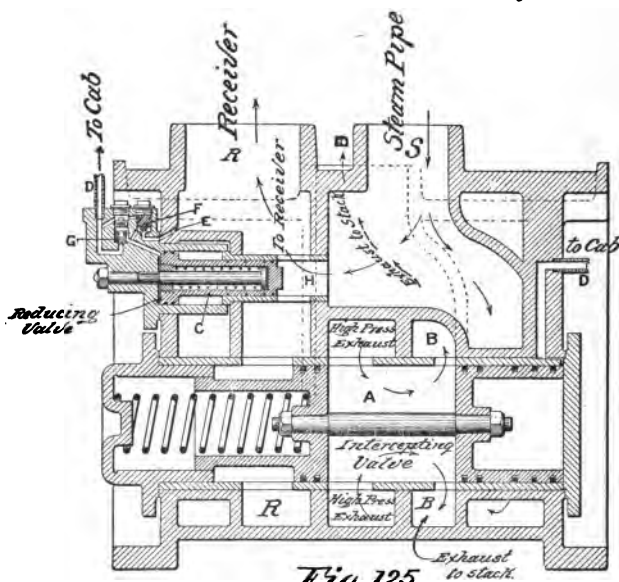 To Cab
Receiver
Steam Pipe
R
B
S
D
F
E
G
To Receiver
Exhaust to Stack
H
to Cab
D
Reducing
Valve
C
High Press
Exhaust
B
A
Intercepting
Valve
R
High Press
Exhaust
B
Exhaust
to stack.
Fig. 125